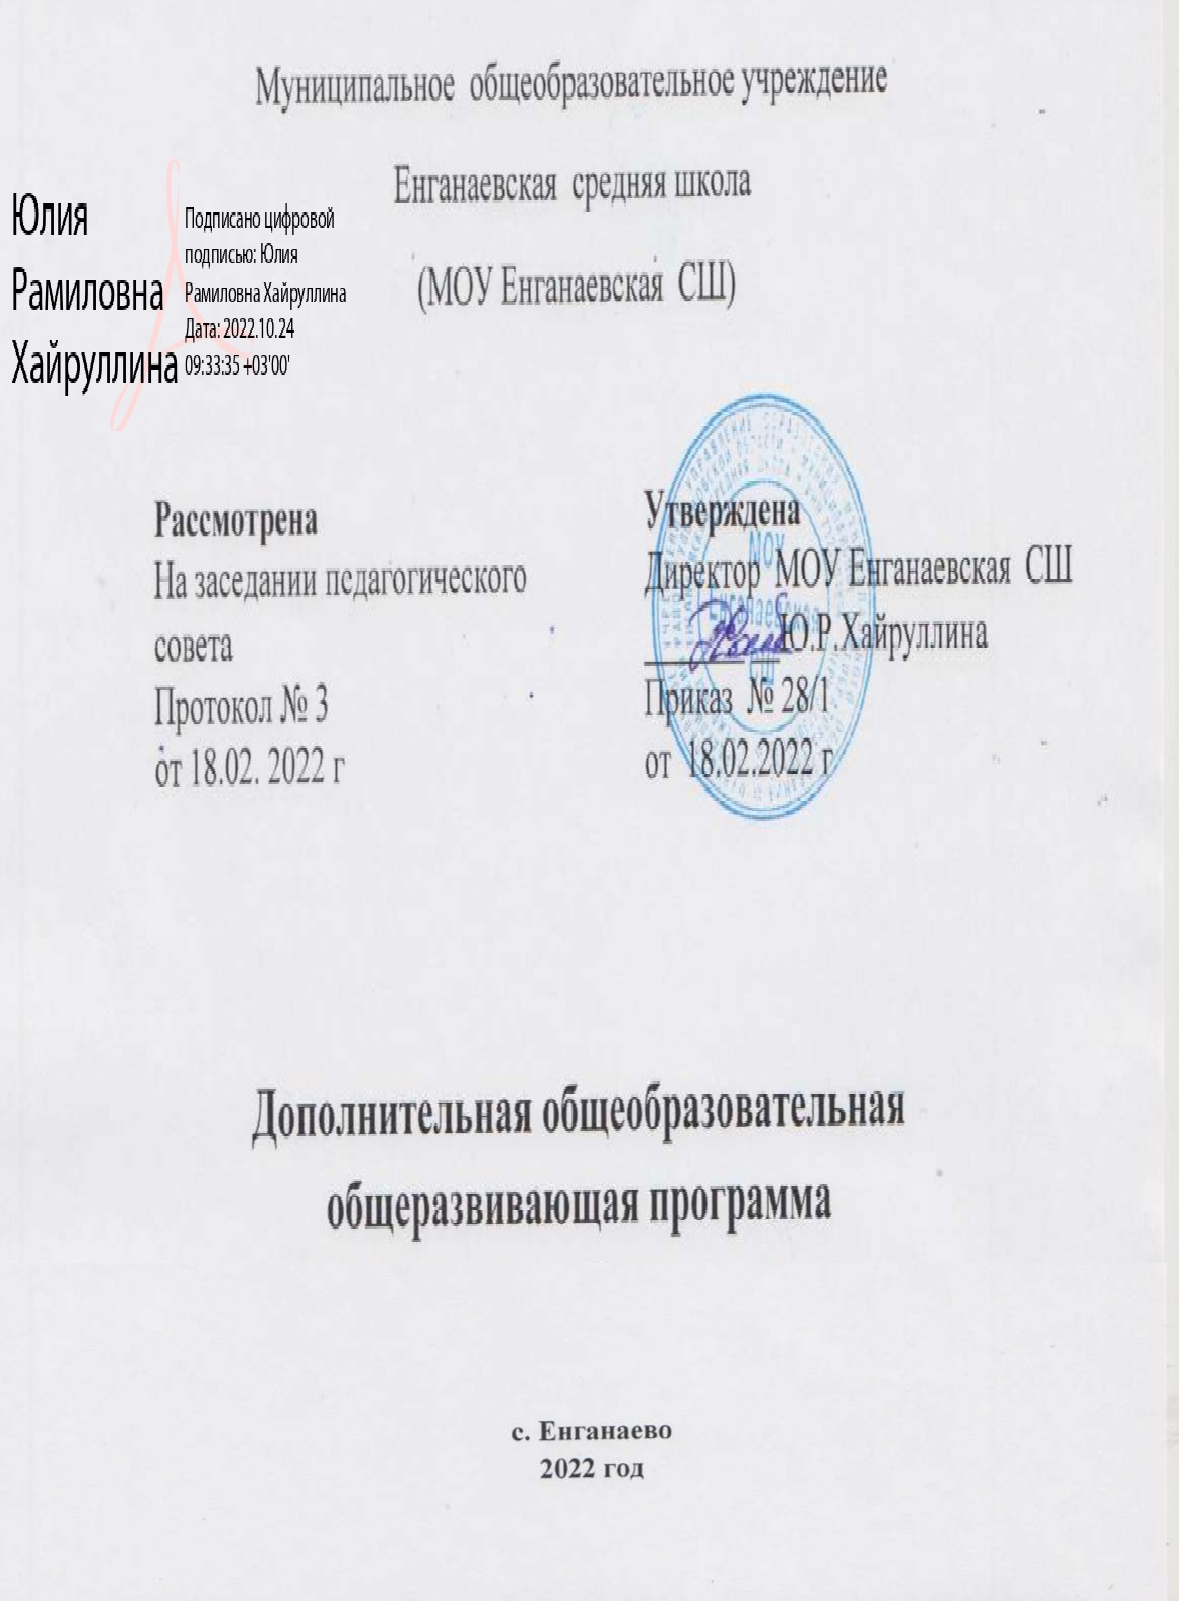 Муниципальное общеобразовательное учреждение
Енганаевская средняя школа
(МОУ Енганаевская СШ)
Юлия
Рамиловна
Хайруллина
Подписано цифровой
подписью: Юлия
Рамиловна Хайруллина
Дата: 2022.10.24
09:33:35 +03'00'
Рассмотрена
На заседании педагогического
совета
Протокол № 3
от 18.02. 2022 г
Утверждена
Директор МОУ Енганаевская СШ
Ю.Р.Хайруллина
Приказ № 28/1
от 18.02.2022 г
МОУ
Енганаевская
СШ
Дополнительная общеобразовательная
общеразвивающая программа
с. Енганаево
2022 год